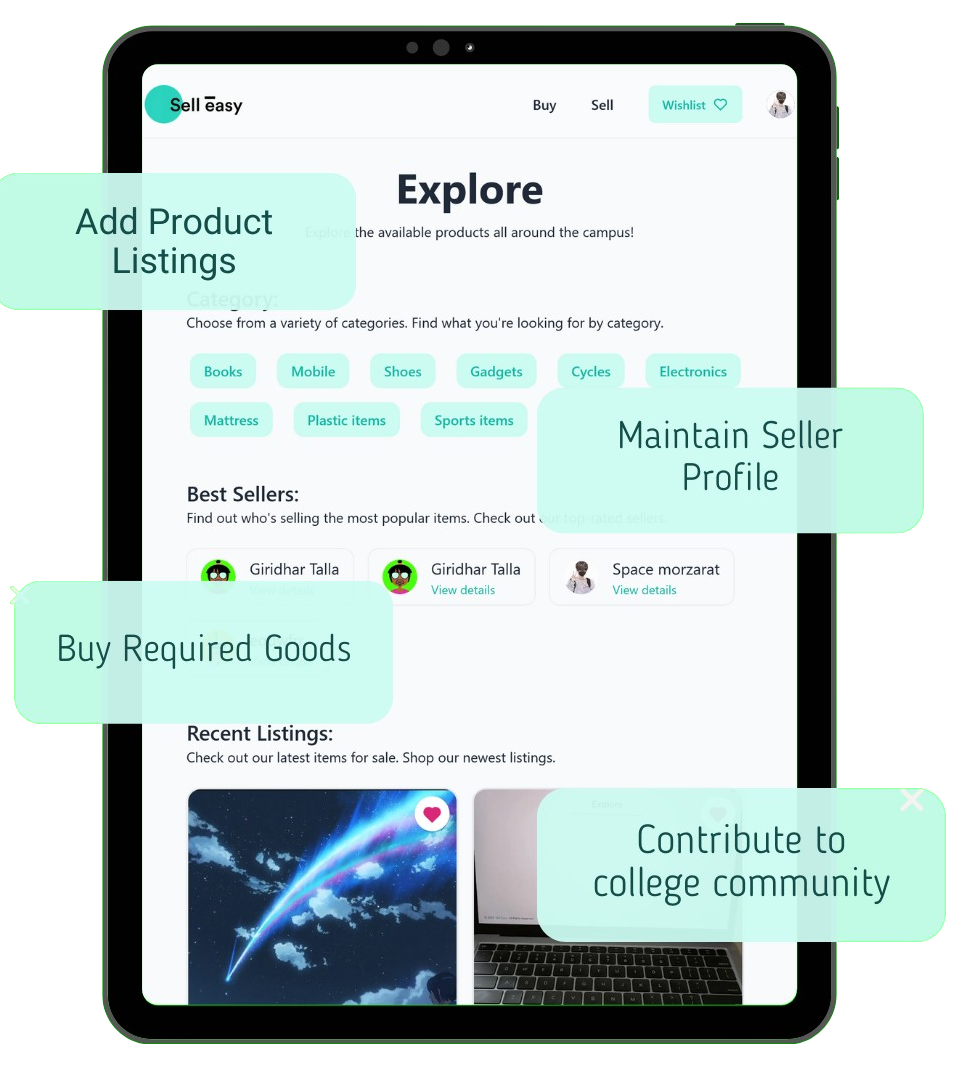 Sell easy
Buy Sell Wishlist
Explore
Explore the available products all around the campus!
Add Product
Listings
Category:
Choose from a variety of categories. Find what you're looking for by category.
Books Mobile Shoes Gadgets Cycles Electronics
Mattress Plastic items Sports items
Maintain Seller
Profile
Best Sellers:
Find out who's selling the most popular items. Check out our top-rated sellers.
Giridhar Talla Giridhar Talla Space morzarat
View details View details View details
Buy Required Goods
Recent Listings:
Check out our latest items for sale. Shop our newest listings.
Explore
Contribute to
college community